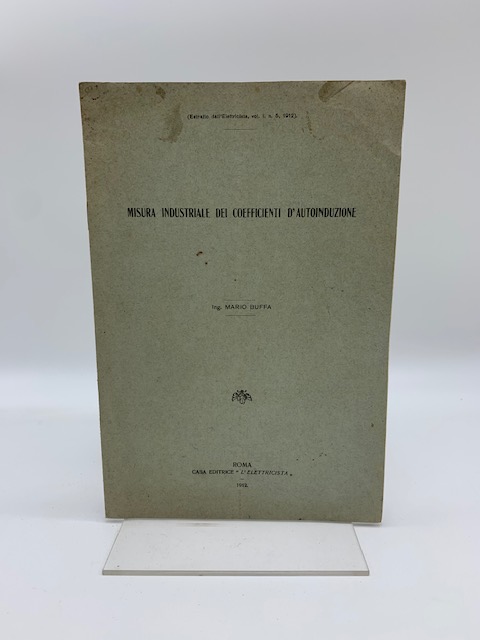 (Estratto dall'Elettricista, vol. I, n. 5, 1912).
MISURA INDUSTRIALE DEI COEFFICIENTI D'AUTOINDUZIONE
Ing. MARIO BUFFA
ROMA
CASA EDITRICE "L'ELETTRICISTA"
1912.